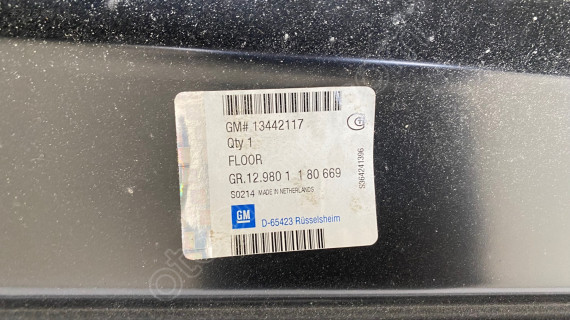 GM# 13442117
Qty 1
FLOOR
GR.12.980 1 1 80 669
S0214 MADE IN NETHERLANDS
GM
D-65423 Rüsselsheim
S064241396